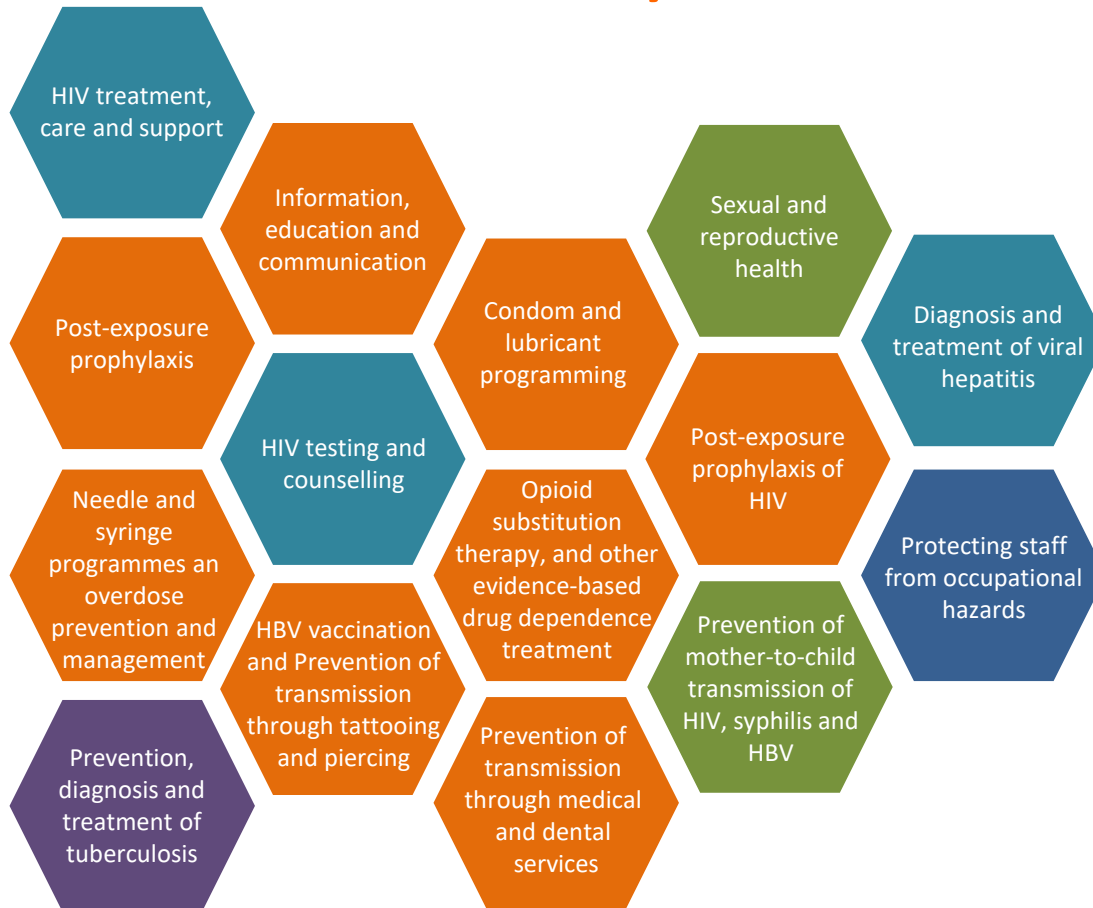 HIV treatment,
care and support
Information,
education and
communication
Sexual and
reproductive
health
Post-exposure
prophylaxis
Condom and
lubricant
programming
Diagnosis and
treatment of viral
hepatitis
HIV testing and
counselling
Post-exposure
prophylaxis of
HIV
Needle and
syringe
programmes an
overdose
prevention and
management
Opioid
substitution
therapy, and other
evidence-based
drug dependence
treatment
Protecting staff
from occupational
hazards
HBV vaccination
and Prevention of
transmission
through tattooing
and piercing
Prevention of
mother-to-child
transmission of
HIV, syphilis and
HBV
Prevention,
diagnosis and
treatment of
tuberculosis
Prevention of
transmission
through medical
and dental
services